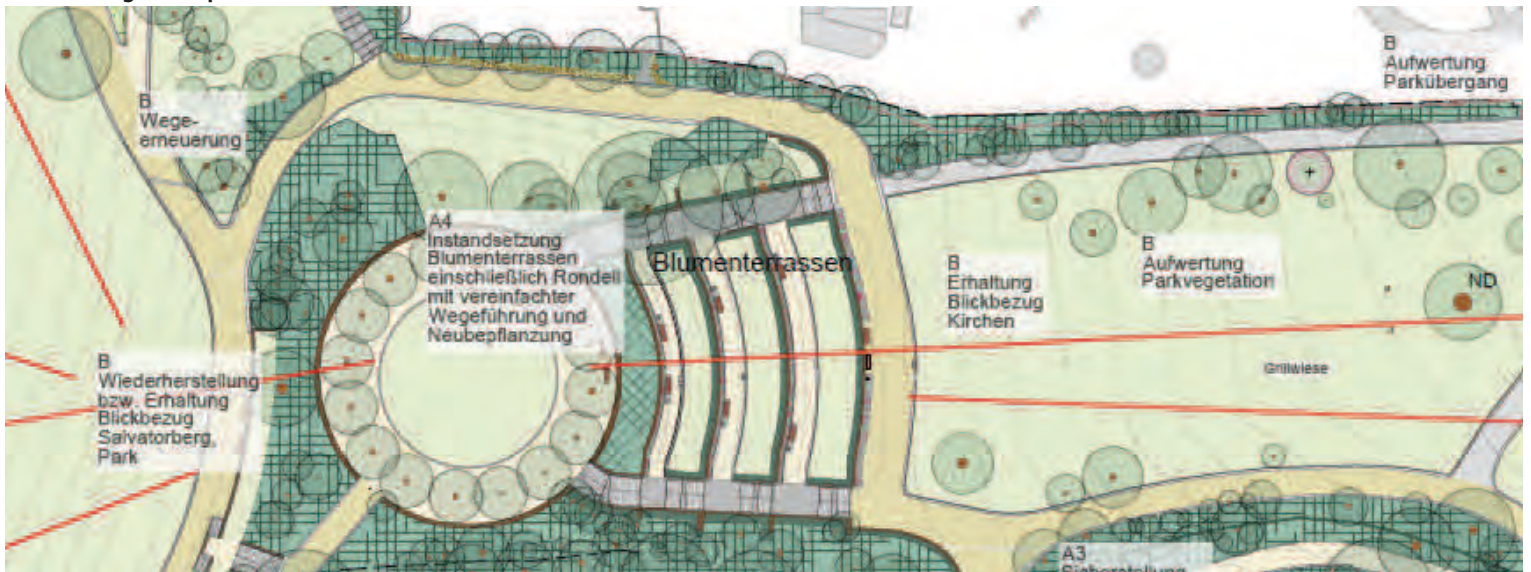 B
Aufwertung
Parkübergang
B
Wege-
erneuerung
A4
Instandsetzung
Blumenterrassen
einschließlich Rondell
mit vereinfachter
Wegeführung und
Neubepflanzung
Blumenterrassen
B
Erhaltung
Blickbezug
Kirchen
B
Aufwertung
Parkvegetation
ND
Grillwiese
B
Wiederherstellung
bzw. Erhaltung
Blickbezug
Salvatorberg,
Park
A3
Sicherstellung